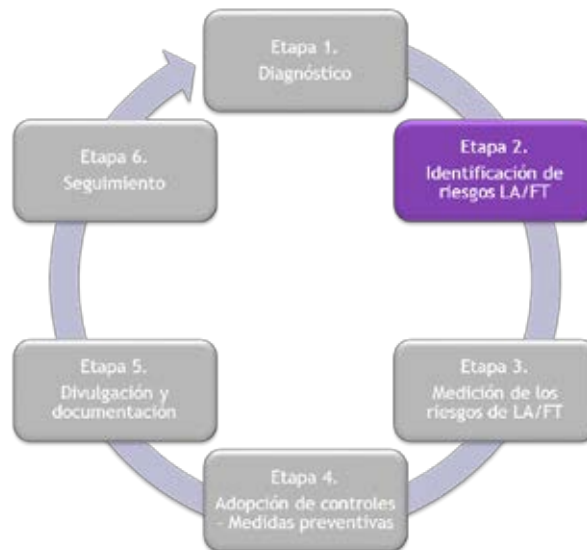 Etapa 1.
Diagnóstico
Etapa 2.
Identificación de
riesgos LA/FT
Etapa 3.
Medición de los
riesgos de LA/FT
Etapa 4.
Adopción de controles
- Medidas preventivas
Etapa 5.
Divulgación y
documentación
Etapa 6.
Seguimiento